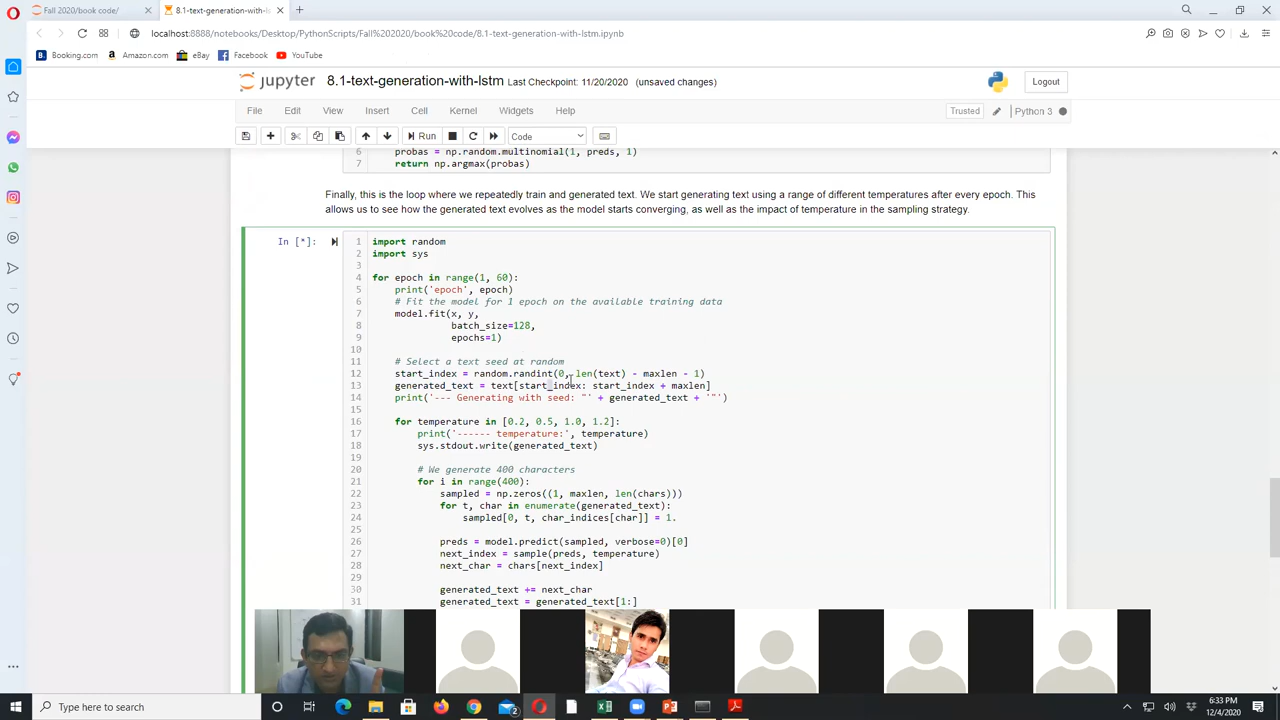 Fall 2020/book code/
8.1-text-generation-with-ls
localhost:8888/notebooks/Desktop/PythonScripts/Fall%202020/book%20code/8.1-text-generation-with-lstm.ipynb
Booking.com
Amazon.com
eBay
Facebook
YouTube
jupyter
8.1-text-generation-with-lstm Last Checkpoint: 11/20/2020 (unsaved changes)
Logout
File Edit View Insert Cell Kernel Widgets Help
Trusted
Python 3
Run
Code
6 probas = np.random.multinomial(1, preds, 1)
7 return np.argmax(probas)
Finally, this is the loop where we repeatedly train and generated text. We start generating text using a range of different temperatures after every epoch. This
allows us to see how the generated text evolves as the model starts converging, as well as the impact of temperature in the sampling strategy.
In [*]:
1 import random
2 import sys
3
4 for epoch in range(1, 60):
5 print('epoch', epoch)
6 # Fit the model for 1 epoch on the available training data
7 model.fit(x, y,
8 batch_size=128,
9 epochs=1)
10
11 # Select a text seed at random
12 start_index = random.randint(0, len(text) - maxlen - 1)
13 generated_text = text[start_index: start_index + maxlen]
14 print('--- Generating with seed: "' + generated_text + '"')
15
16 for temperature in [0.2, 0.5, 1.0, 1.2]:
17 print('------ temperature:', temperature)
18 sys.stdout.write(generated_text)
19
20 # We generate 400 characters
21 for i in range(400):
22 sampled = np.zeros((1, maxlen, len(chars)))
23 for t, char in enumerate(generated_text):
24 sampled[0, t, char_indices[char]] = 1.
25
26 preds = model.predict(sampled, verbose=0)[0]
27 next_index = sample(preds, temperature)
28 next_char = chars[next_index]
29
30 generated_text += next_char
31 generated_text = generated_text[1:]
Type here to search
2
6:33 PM
12/4/2020